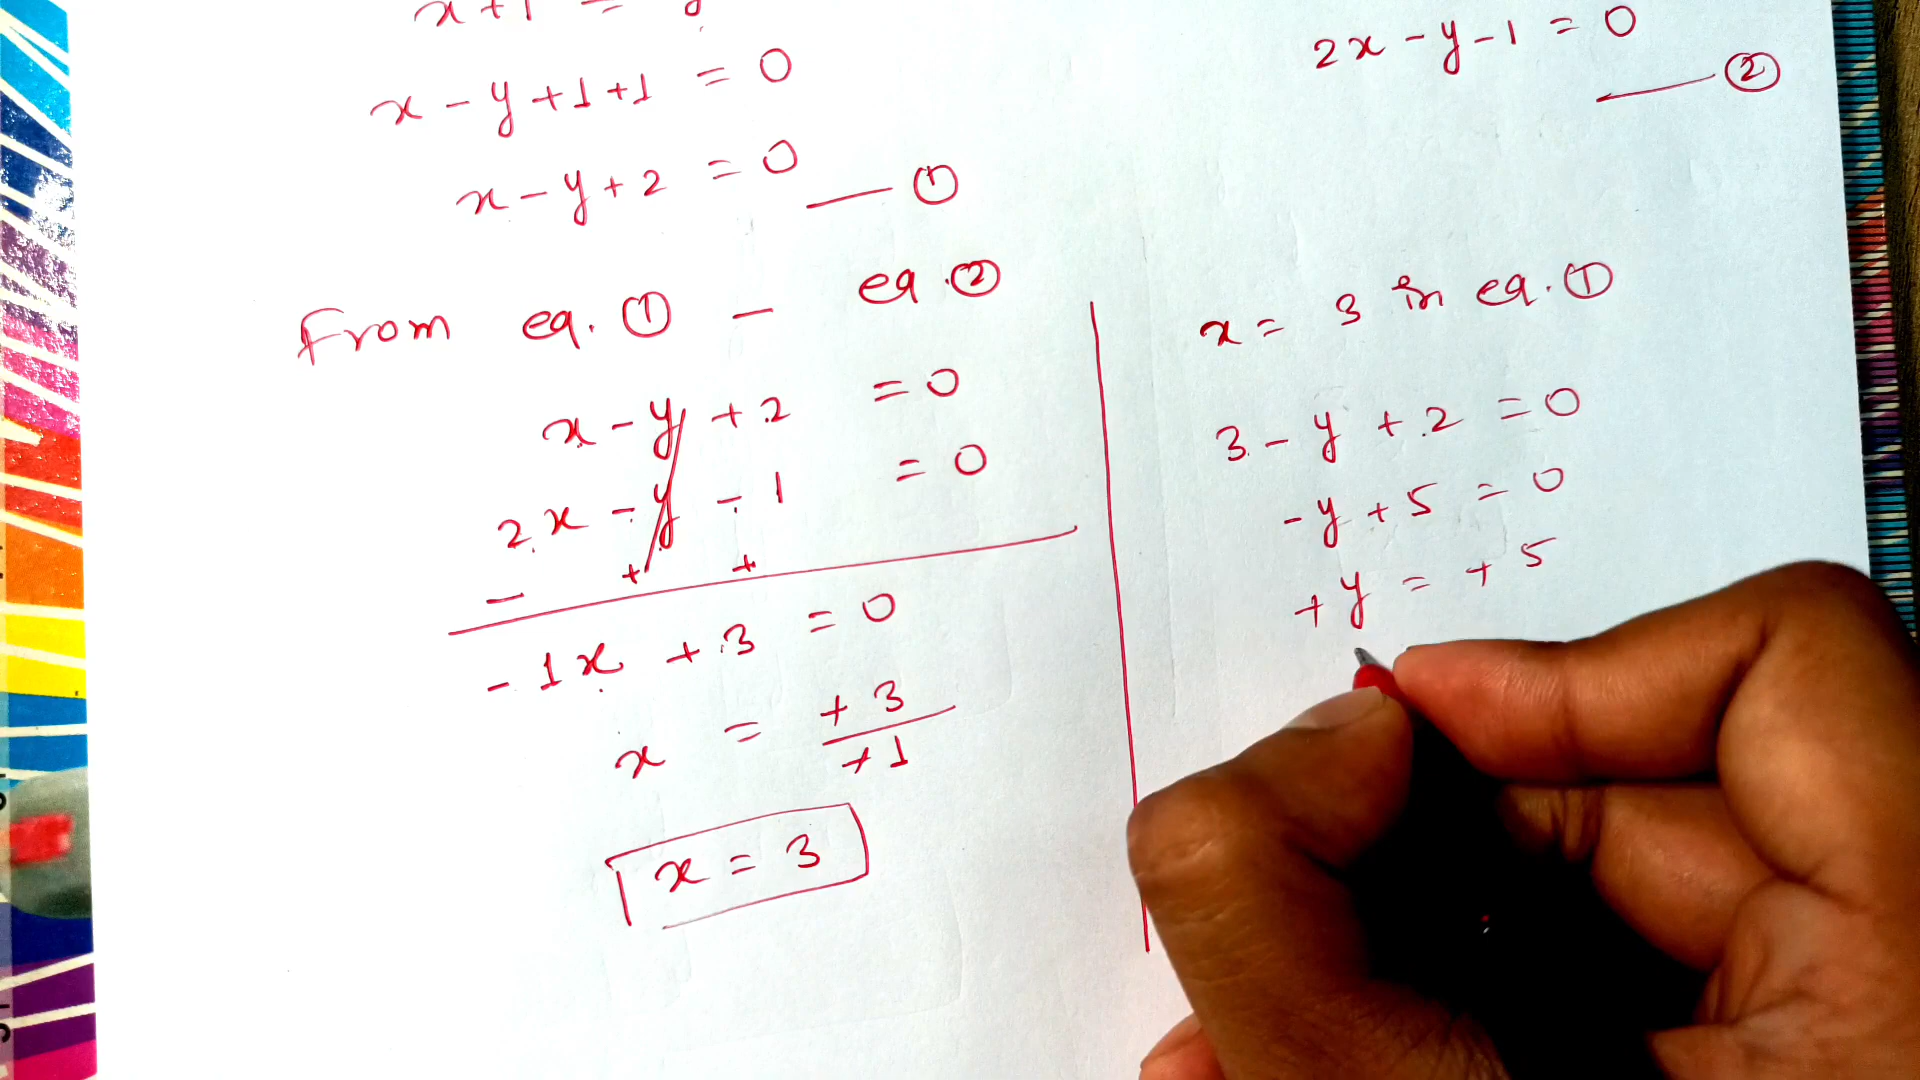 x + 1 =
x - y + 1 + 1 = 0
x - y + 2 = 0 — ①
From eq. ① - eq. ②
x - y + 2 = 0
2x - y - 1 = 0
- + +
- 1x + 3 = 0
x = +3/+1
x = 3
2x - y - 1 = 0
— ②
x = 3 in eq. ①
3 - y + 2 = 0
- y + 5 = 0
+ y = + 5